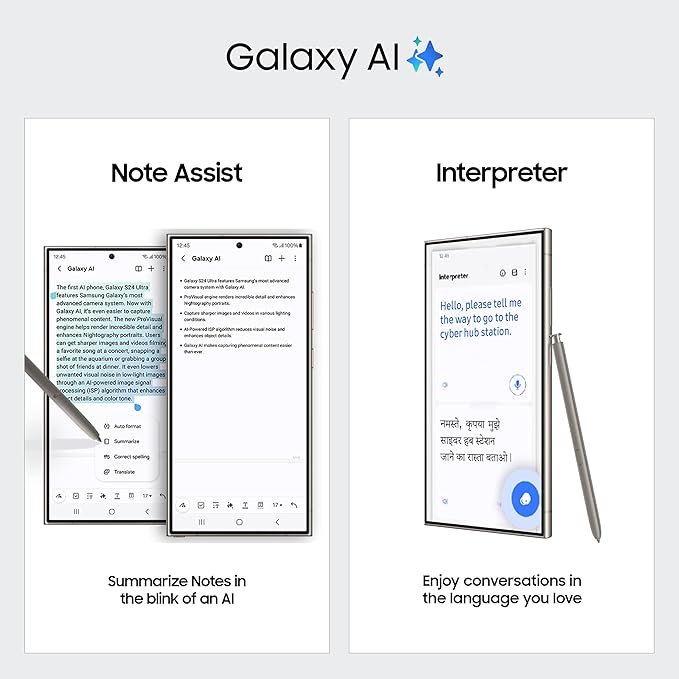 Galaxy AI
Note Assist
12:45
Galaxy AI
The first AI phone, Galaxy S24 Ultra
features Samsung Galaxy's most
advanced camera system. Now with
Galaxy AI, it's even easier to capture
phenomenal content. The new ProVisual
engine helps render incredible detail and
enhances Nightography portraits. Users
can get sharper images and videos filming
a favorite song at a concert, snapping a
selfie at the aquarium or grabbing a group
shot of friends at dinner. It even lowers
unwanted visual noise in low-light images
through an AI-powered image signal
processing (ISP) algorithm that enhances
ct details and color tone.
Auto format
Summarize
Correct spelling
Translate
17
12:45
100%
Galaxy AI
• Galaxy S24 Ultra features Samsung's most advanced
camera system with Galaxy AI.
• ProVisual engine renders incredible detail and enhances
Nightography portraits.
• Capture sharper images and videos in various lighting
conditions.
• AI-Powered ISP algorithm reduces visual noise and
enhances object details.
• Galaxy AI makes capturing phenomenal content easier
than ever.
17
Summarize Notes in
the blink of an AI
Interpreter
12:45
Interpreter
Hello, please tell me
the way to go to the
cyber hub station.
नमस्ते, कृपया मुझे
साइबर हब स्टेशन
जाने का रास्ता बताओ।
Enjoy conversations in
the language you love